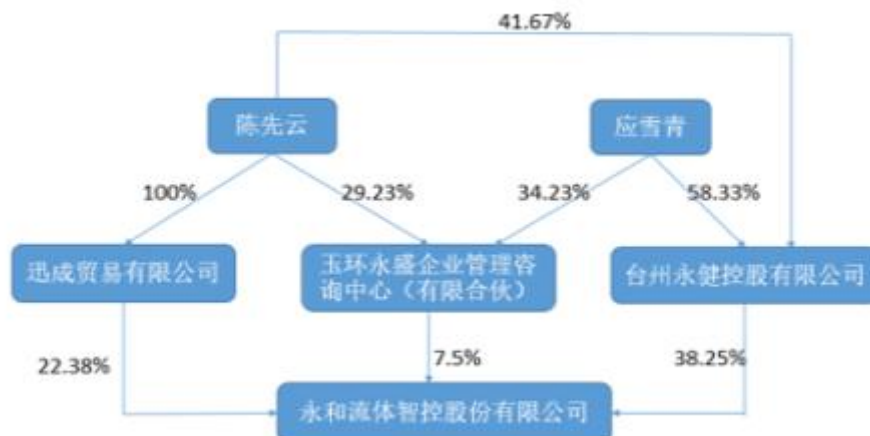 41.67%
陈先云
应雪青
100%
29.23%
34.23%
58.33%
迅成贸易有限公司
玉环永盛企业管理咨
询中心（有限合伙）
台州永健控股有限公司
22.38%
7.5%
38.25%
永和流体智控股份有限公司